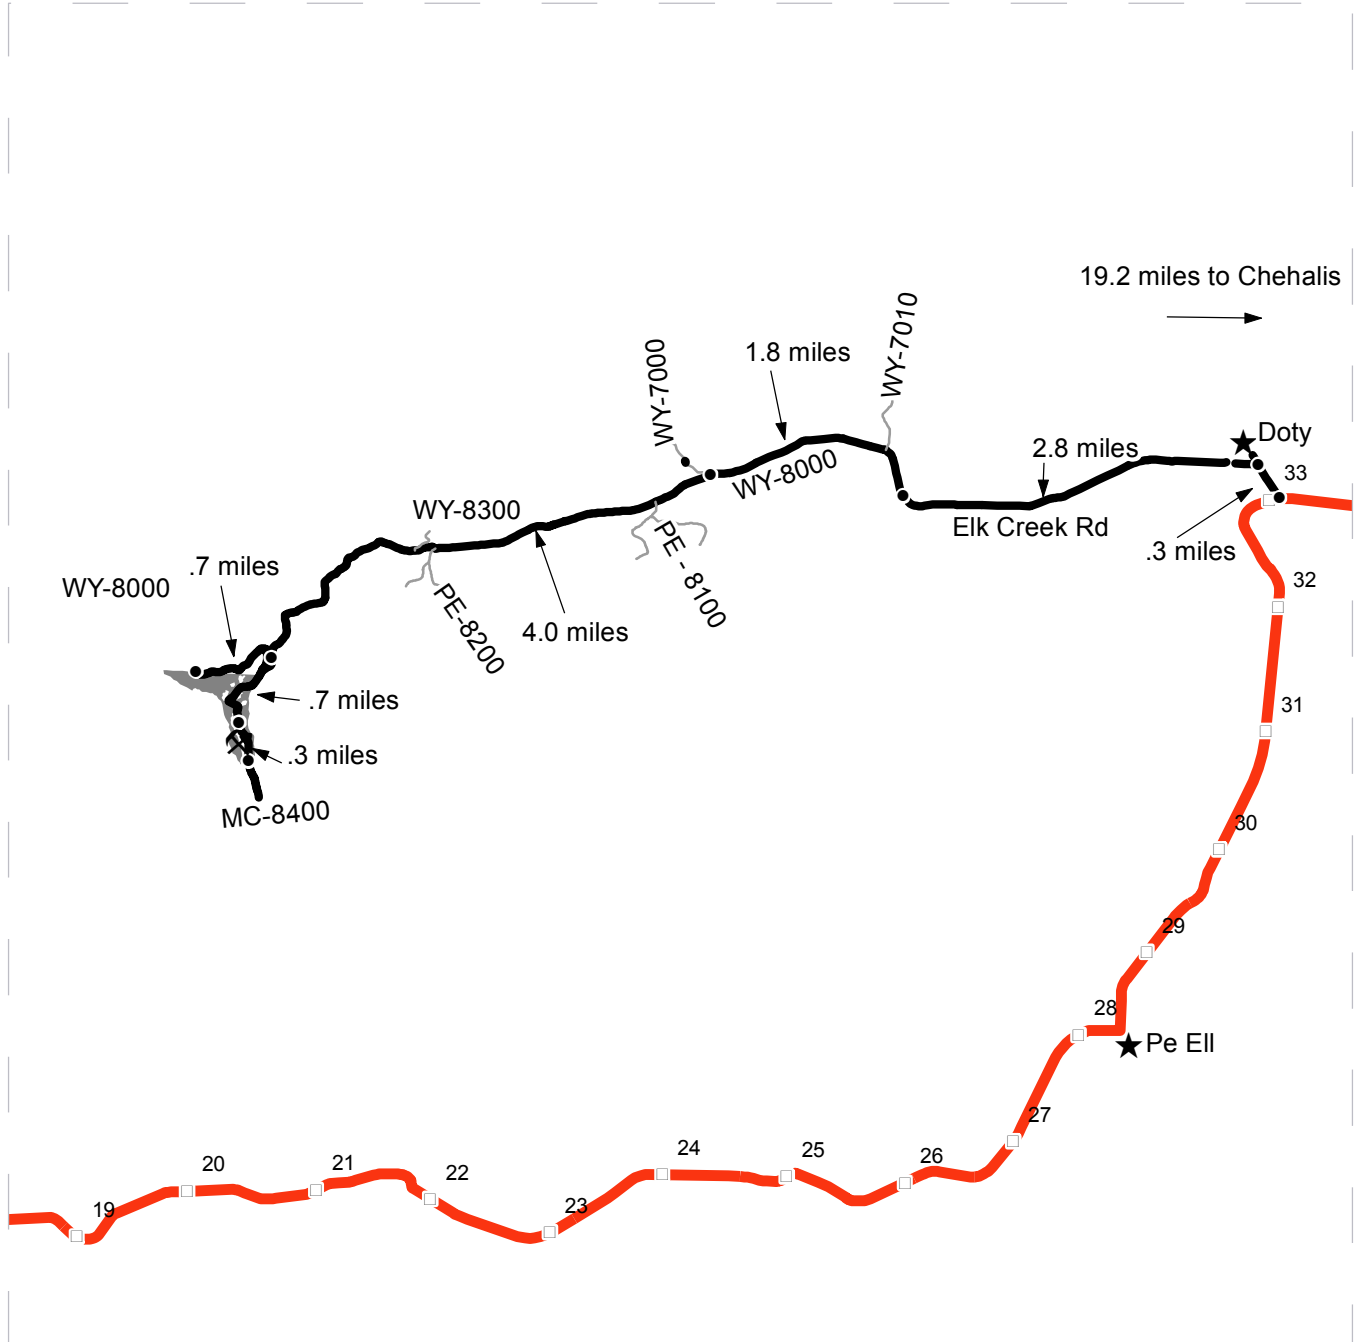 19.2 miles to Chehalis
WY-7010
WY-7000
1.8 miles
Doty
2.8 miles
33
WY-8000
WY-8300
Elk Creek Rd
.3 miles
PE - 8100
.7 miles
WY-8000
32
PE-8200
4.0 miles
.7 miles
31
.3 miles
MC-8400
30
29
28
Pe Ell
27
26
25
24
23
22
21
20
19